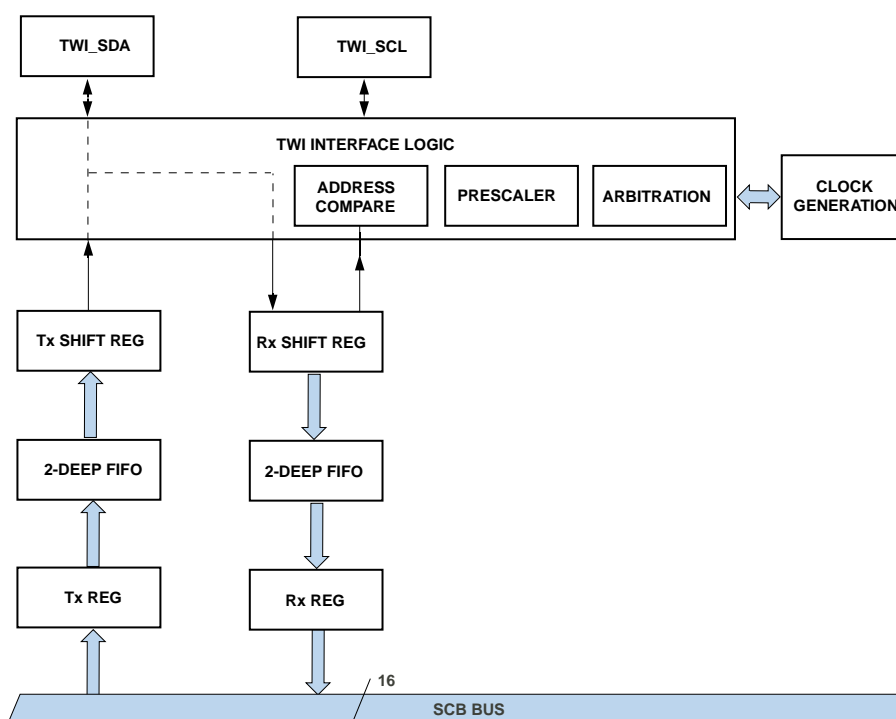 TWI_SDA
TWI_SCL
TWI INTERFACE LOGIC
ADDRESS
COMPARE
PRESCALER
ARBITRATION
CLOCK
GENERATION
Tx SHIFT REG
Rx SHIFT REG
2-DEEP FIFO
2-DEEP FIFO
Tx REG
Rx REG
16
SCB BUS